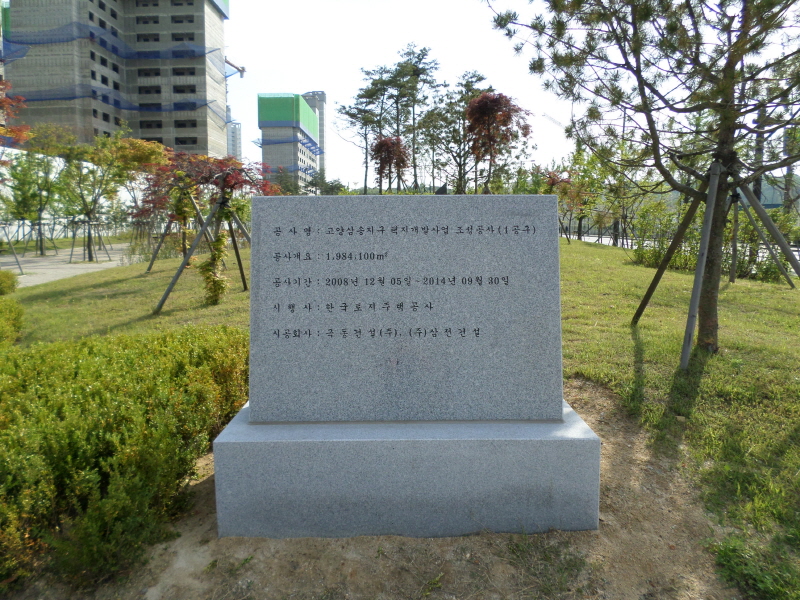 공 사 명 : 고양삼송지구 택지개발사업 조성공사(1공구)
공사개요 : 1.984.100㎡
공사기간 : 2008년 12월 05일~2014년 09월 30일
시 행 사 : 한국토지주택공사
시공회사 : 극동건설(주), (주)삼전건설